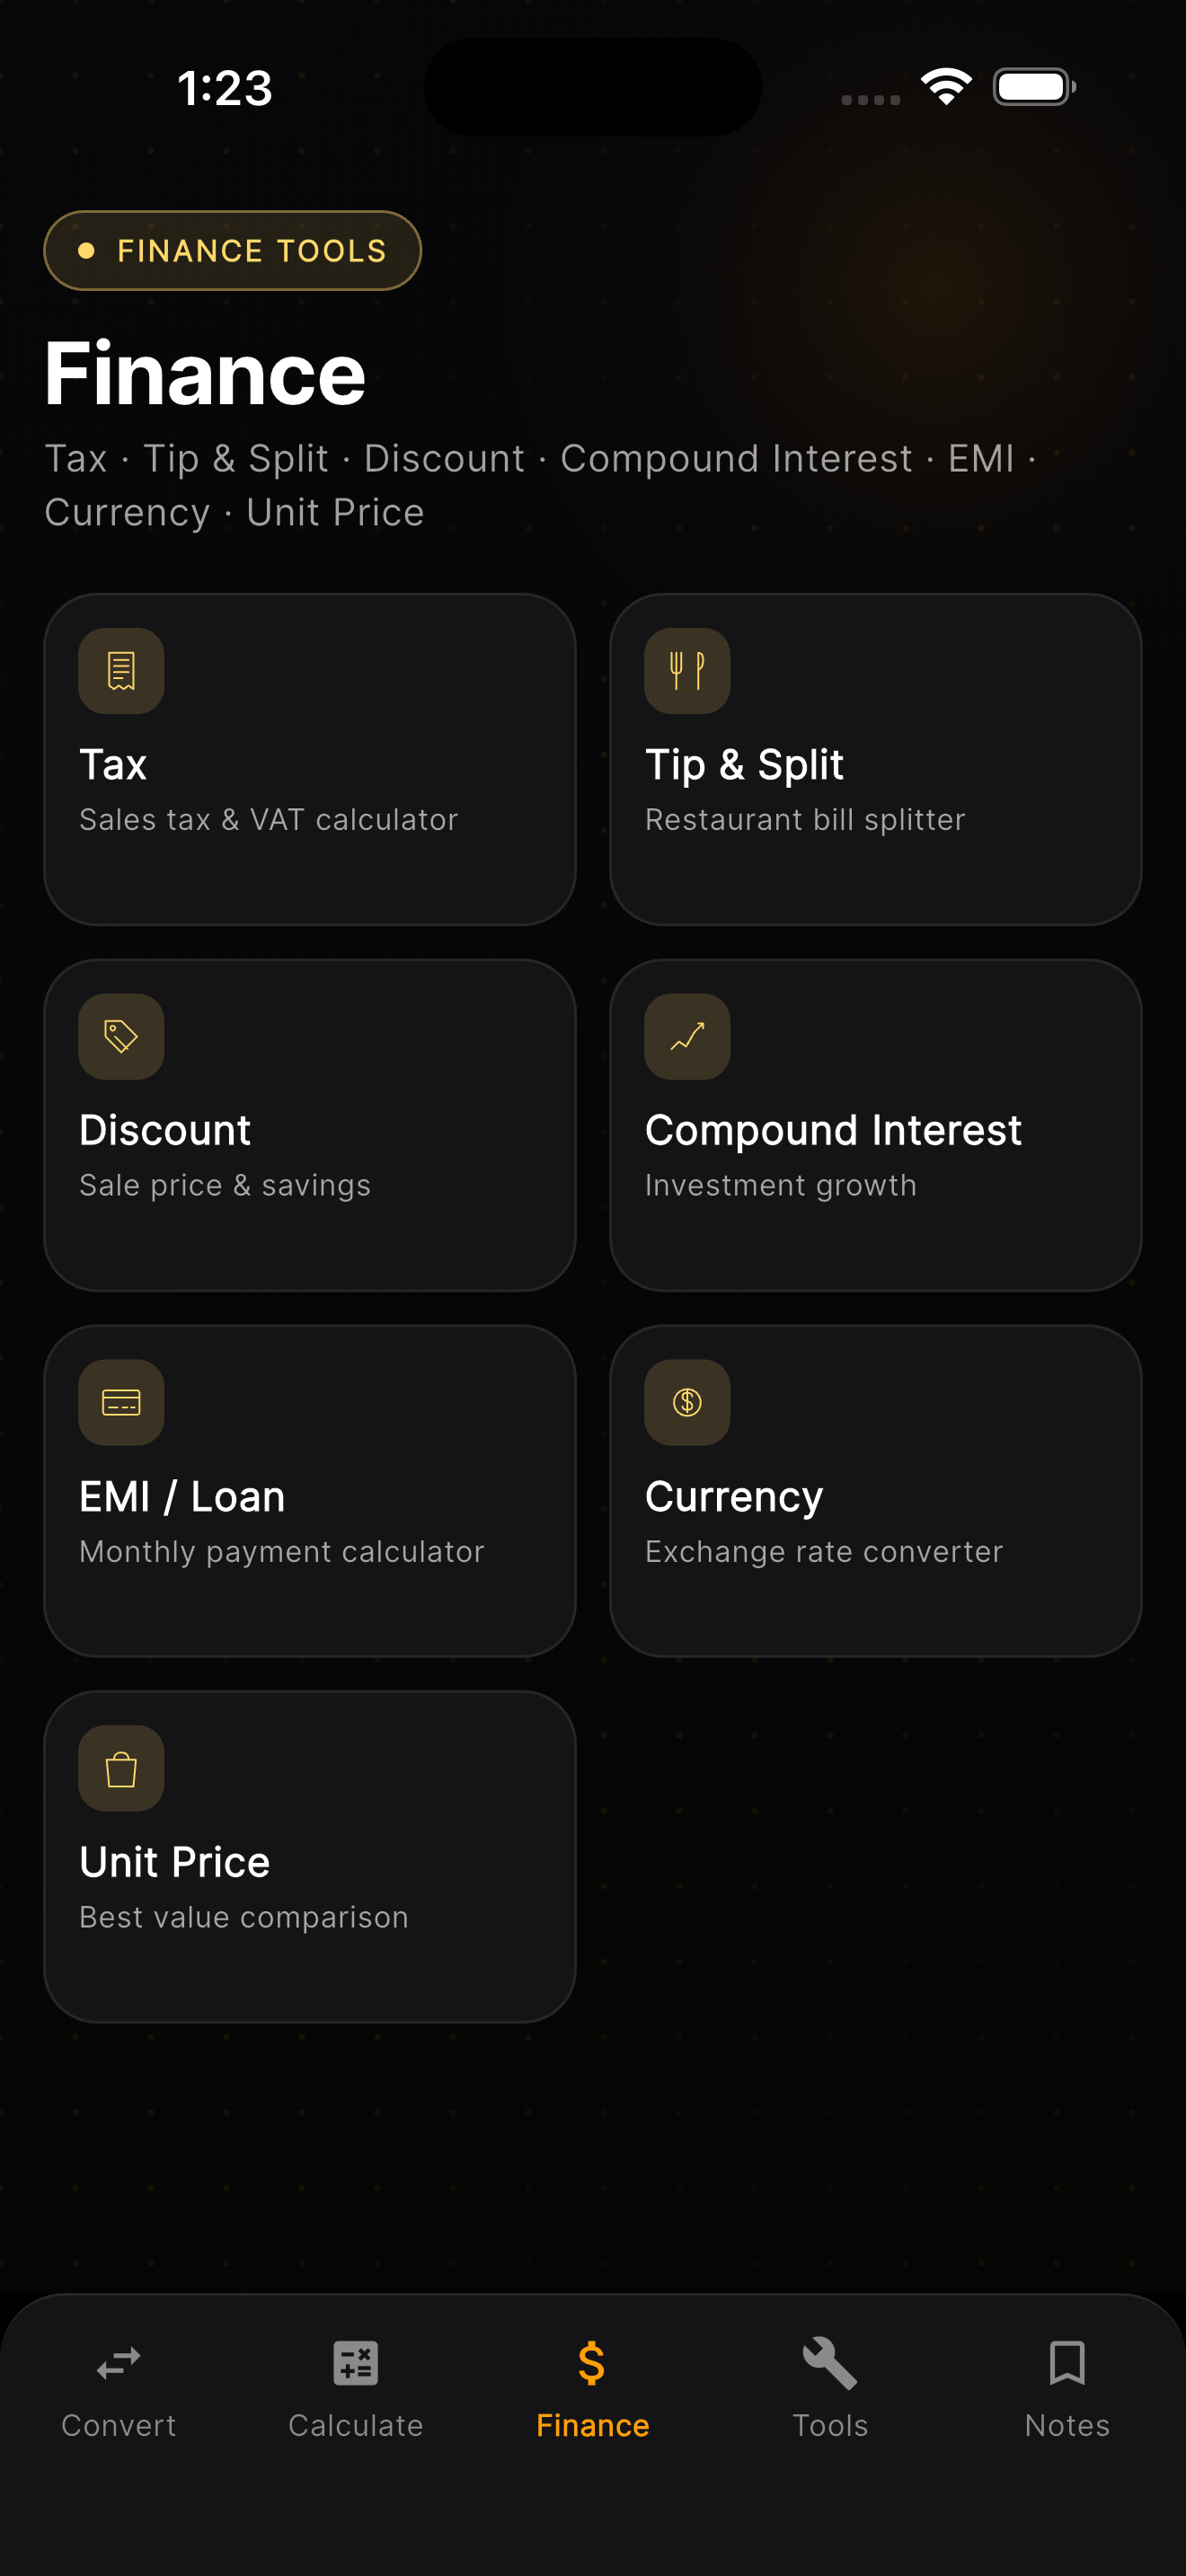 1:23
FINANCE TOOLS
Finance
Tax · Tip & Split · Discount · Compound Interest · EMI ·
Currency · Unit Price
Tax
Sales tax & VAT calculator
Tip & Split
Restaurant bill splitter
Discount
Sale price & savings
Compound Interest
Investment growth
EMI / Loan
Monthly payment calculator
Currency
Exchange rate converter
Unit Price
Best value comparison
Convert
Calculate
Finance
Tools
Notes